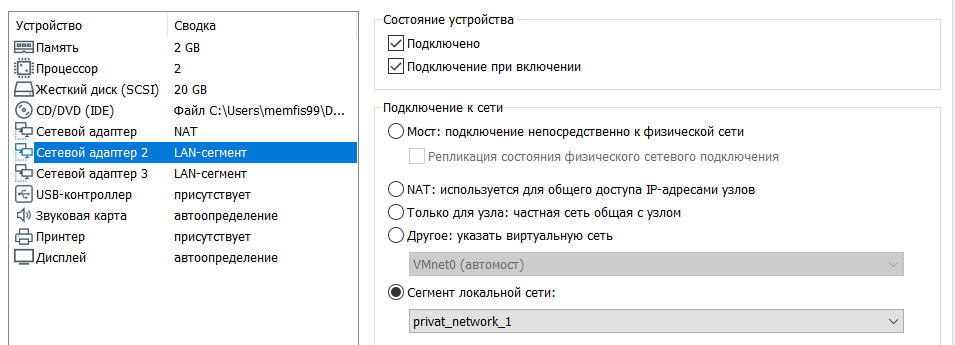 Устройство Сводка
Память 2 GB
Процессор 2
Жесткий диск (SCSI) 20 GB
CD/DVD (IDE) Файл C:\Users\memfis99\D...
Сетевой адаптер NAT
Сетевой адаптер 2 LAN-сегмент
Сетевой адаптер 3 LAN-сегмент
USB-контроллер присутствует
Звуковая карта автоопределение
Принтер присутствует
Дисплей автоопределение
Состояние устройства
Подключено
Подключение при включении
Подключение к сети
Мост: подключение непосредственно к физической сети
Репликация состояния физического сетевого подключения
NAT: используется для общего доступа IP-адресами узлов
Только для узла: частная сеть общая с узлом
Другое: указать виртуальную сеть
VMnet0 (автомост)
Сегмент локальной сети:
privat_network_1